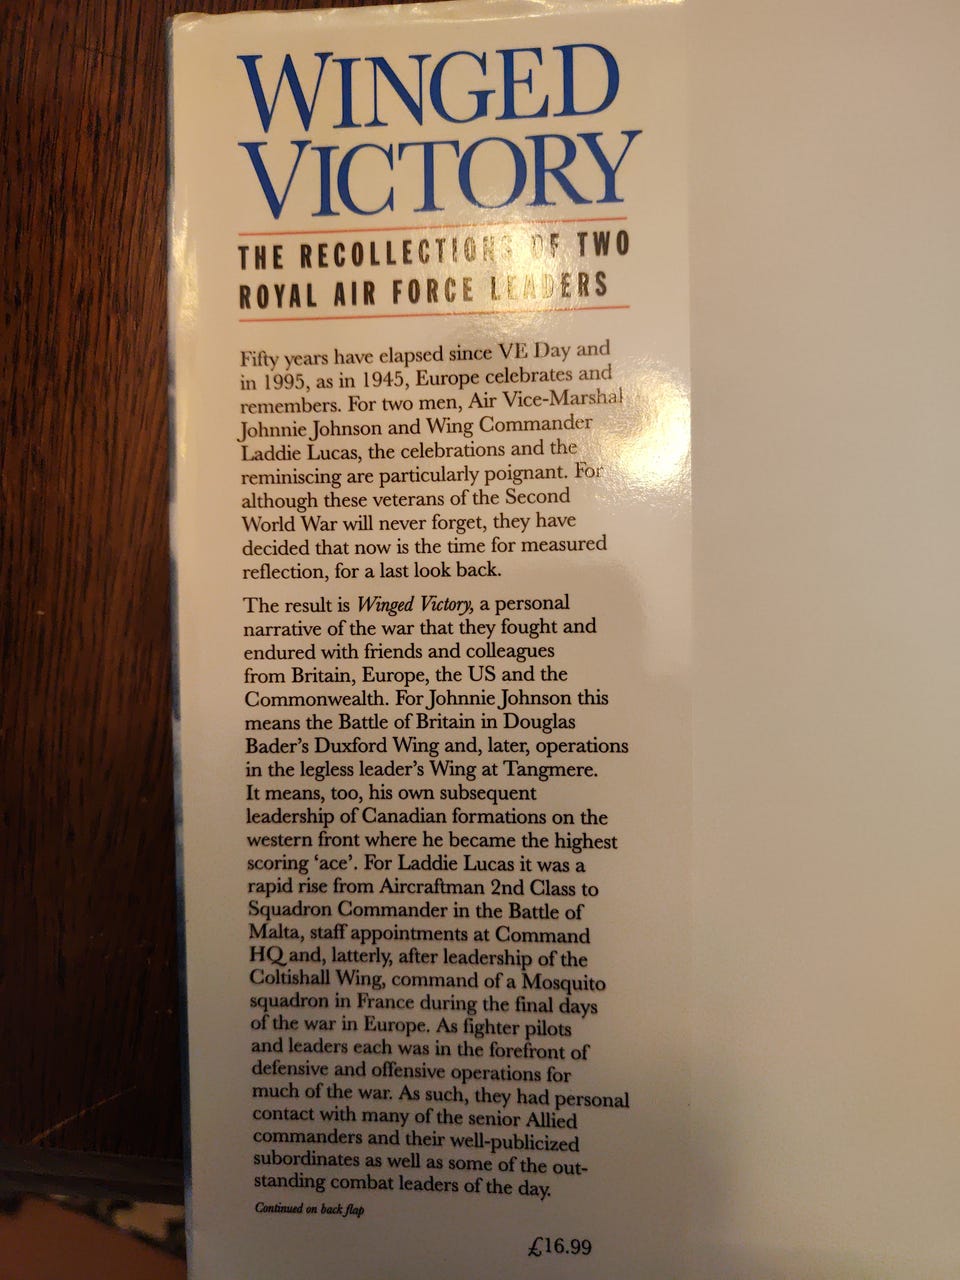 WINGED
VICTORY
THE RECOLLECTIONS OF TWO
ROYAL AIR FORCE LEADERS
Fifty years have elapsed since VE Day and
in 1995, as in 1945, Europe celebrates and
remembers. For two men, Air Vice-Marshal
Johnnie Johnson and Wing Commander
Laddie Lucas, the celebrations and the
reminiscing are particularly poignant. For
although these veterans of the Second
World War will never forget, they have
decided that now is the time for measured
reflection, for a last look back.
The result is Winged Victory, a personal
narrative of the war that they fought and
endured with friends and colleagues
from Britain, Europe, the US and the
Commonwealth. For Johnnie Johnson this
means the Battle of Britain in Douglas
Bader's Duxford Wing and, later, operations
in the legless leader's Wing at Tangmere.
It means, too, his own subsequent
leadership of Canadian formations on the
western front where he became the highest
scoring 'ace'. For Laddie Lucas it was a
rapid rise from Aircraftman 2nd Class to
Squadron Commander in the Battle of
Malta, staff appointments at Command
HQ and, latterly, after leadership of the
Coltishall Wing, command of a Mosquito
squadron in France during the final days
of the war in Europe. As fighter pilots
and leaders each was in the forefront of
defensive and offensive operations for
much of the war. As such, they had personal
contact with many of the senior Allied
commanders and their well-publicized
subordinates as well as some of the out-
standing combat leaders of the day.
Continued on back flap
£16.99